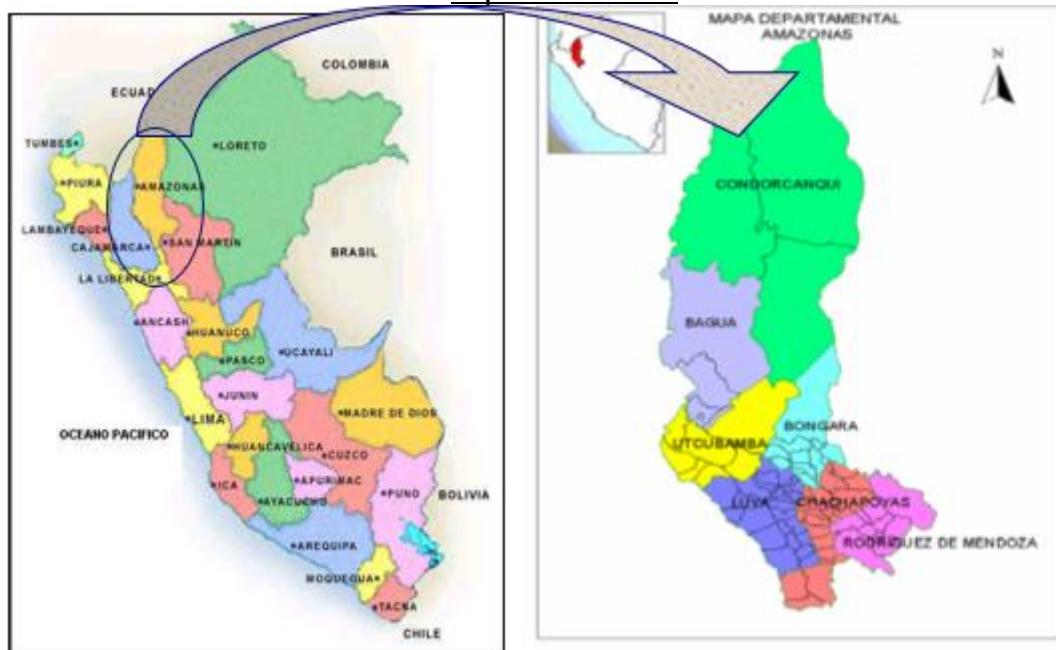 COLOMBIA
ECUAD
TUMBES
LORETO
PIURA
AMAZONAS
LAMBAYEQUE
CAJAMARCA
SAN MARTIN
BRASIL
LA LIBERTAD
ANCASH
HUANUCO
UCAYALI
PASCO
JUNIN
LIMA
MADRE DE DIOS
OCEANO PACIFICO
HUANCAVELICA
CUZCO
ICA
APURIMAC
PUNO
BOLIVIA
AYACUCHO
AREQUIPA
MOQUEGUA
TACNA
CHILE
MAPA DEPARTAMENTAL
AMAZONAS
N
CONDORCANQUI
BAGUA
UTCUBAMBA
BONGARA
LUYA
CHACHAPOYAS
RODRIGUEZ DE MENDOZA